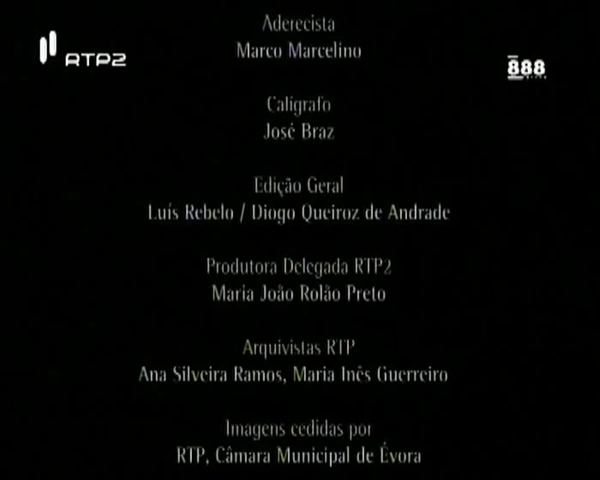 Aderecista
Marco Marcelino
RTP2
888
Calígrafo
José Braz
Edição Geral
Luís Rebelo / Diogo Queiroz de Andrade
Produtora Delegada RTP2
Maria João Rolão Preto
Arquivistas RTP
Ana Silveira Ramos, Maria Inês Guerreiro
Imagens cedidas por
RTP, Câmara Municipal de Évora